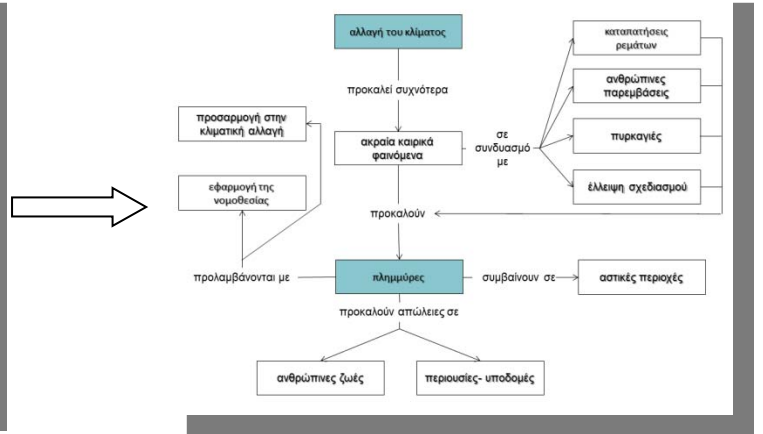 αλλαγή του κλίματος
προκαλεί συχνότερα
ακραία καιρικά
φαινόμενα
σε
συνδυασμό
με
καταπατήσεις
ρεμάτων
ανθρώπινες
παρεμβάσεις
πυρκαγιές
έλλειψη σχεδιασμού
προκαλούν
προσαρμογή στην
κλιματική αλλαγή
εφαρμογή της
νομοθεσίας
προλαμβάνονται με
πλημμύρες
συμβαίνουν σε
αστικές περιοχές
προκαλούν απώλειες σε
ανθρώπινες ζωές
περιουσίες- υποδομές